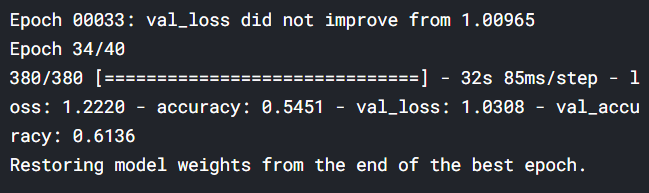 Epoch 00033: val_loss did not improve from 1.00965
Epoch 34/40
380/380 [==============================] - 32s 85ms/step - l
oss: 1.2220 - accuracy: 0.5451 - val_loss: 1.0308 - val_accu
racy: 0.6136
Restoring model weights from the end of the best epoch.